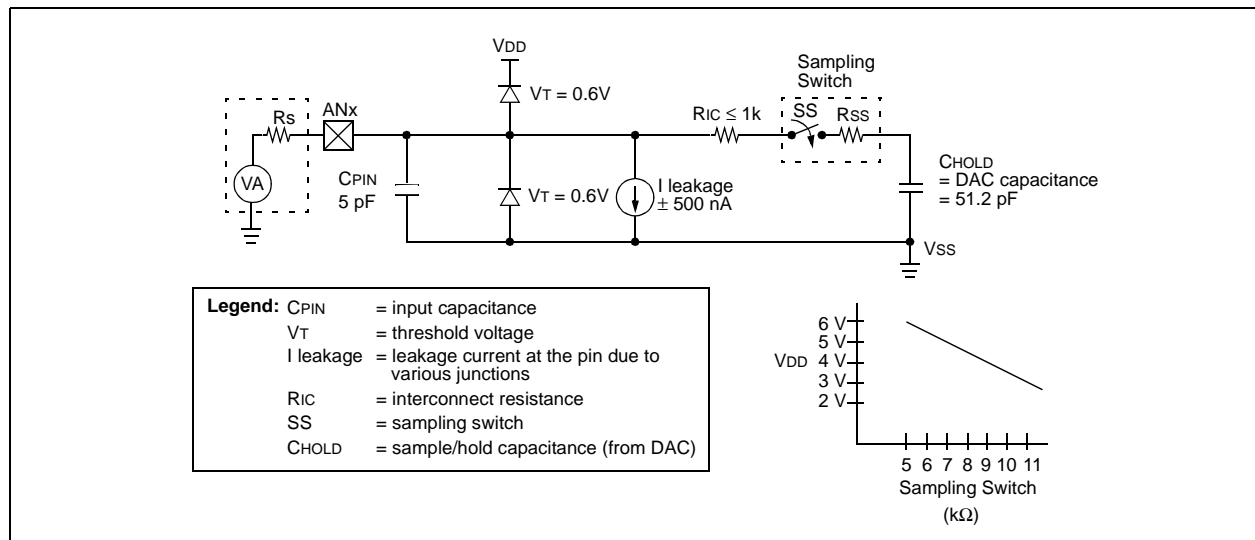 VDD
VT = 0.6V
Sampling
Switch
Rs
ANx
RIC ≤ 1k
SS
RSS
VA
CPIN
5 pF
VT = 0.6V
I leakage
± 500 nA
CHOLD
= DAC capacitance
= 51.2 pF
VSS
Legend: CPIN = input capacitance
VT = threshold voltage
I leakage = leakage current at the pin due to
various junctions
RIC = interconnect resistance
SS = sampling switch
CHOLD = sample/hold capacitance (from DAC)
6 V
5 V
VDD 4 V
3 V
2 V
5 6 7 8 9 10 11
Sampling Switch
(kΩ)